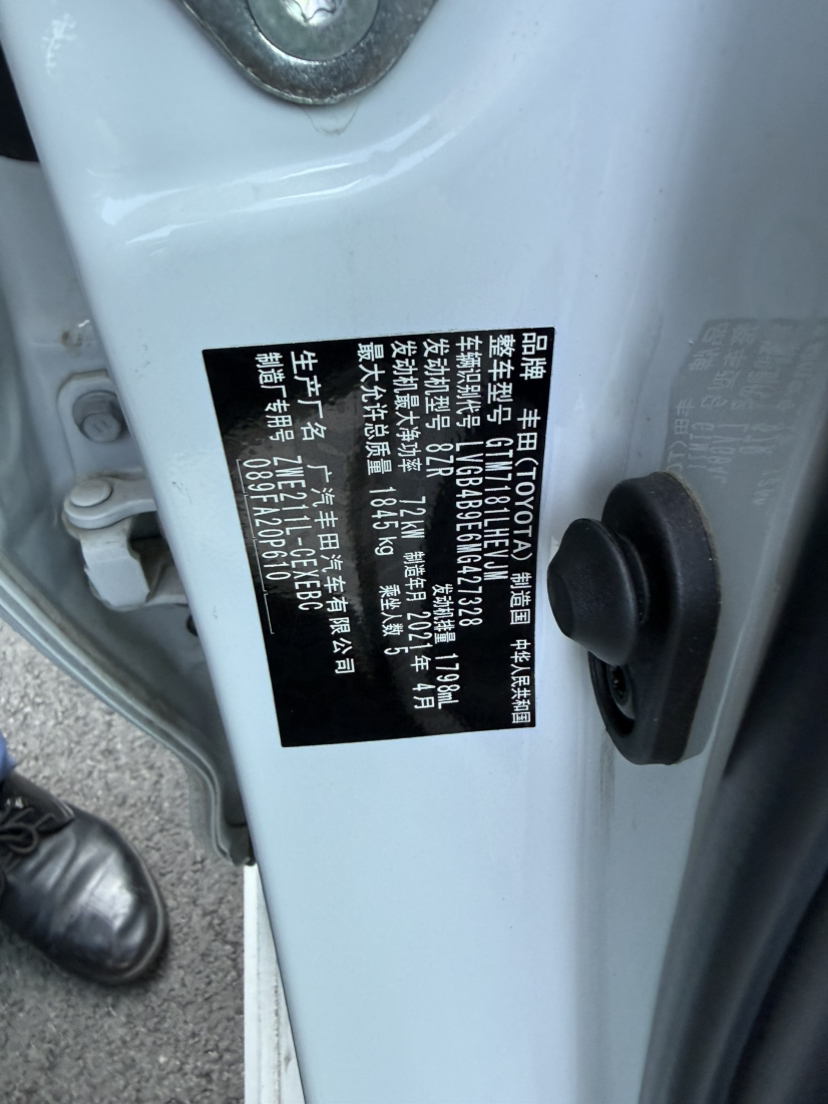 品牌 丰田(TOYOTA) 制造国 中华人民共和国
整车型号 GTM7181LHEVJM
车辆识别代号 LVGB4B9E6MG427328
发动机型号 8ZR 发动机排量 1798mL
发动机最大净功率 72kW 制造年月 2021年 4月
最大允许总质量 1845kg 乘坐人数 5
生产厂名 广汽丰田汽车有限公司
制造厂专用号 ZWE211L-CEXEBC
089FA20P610